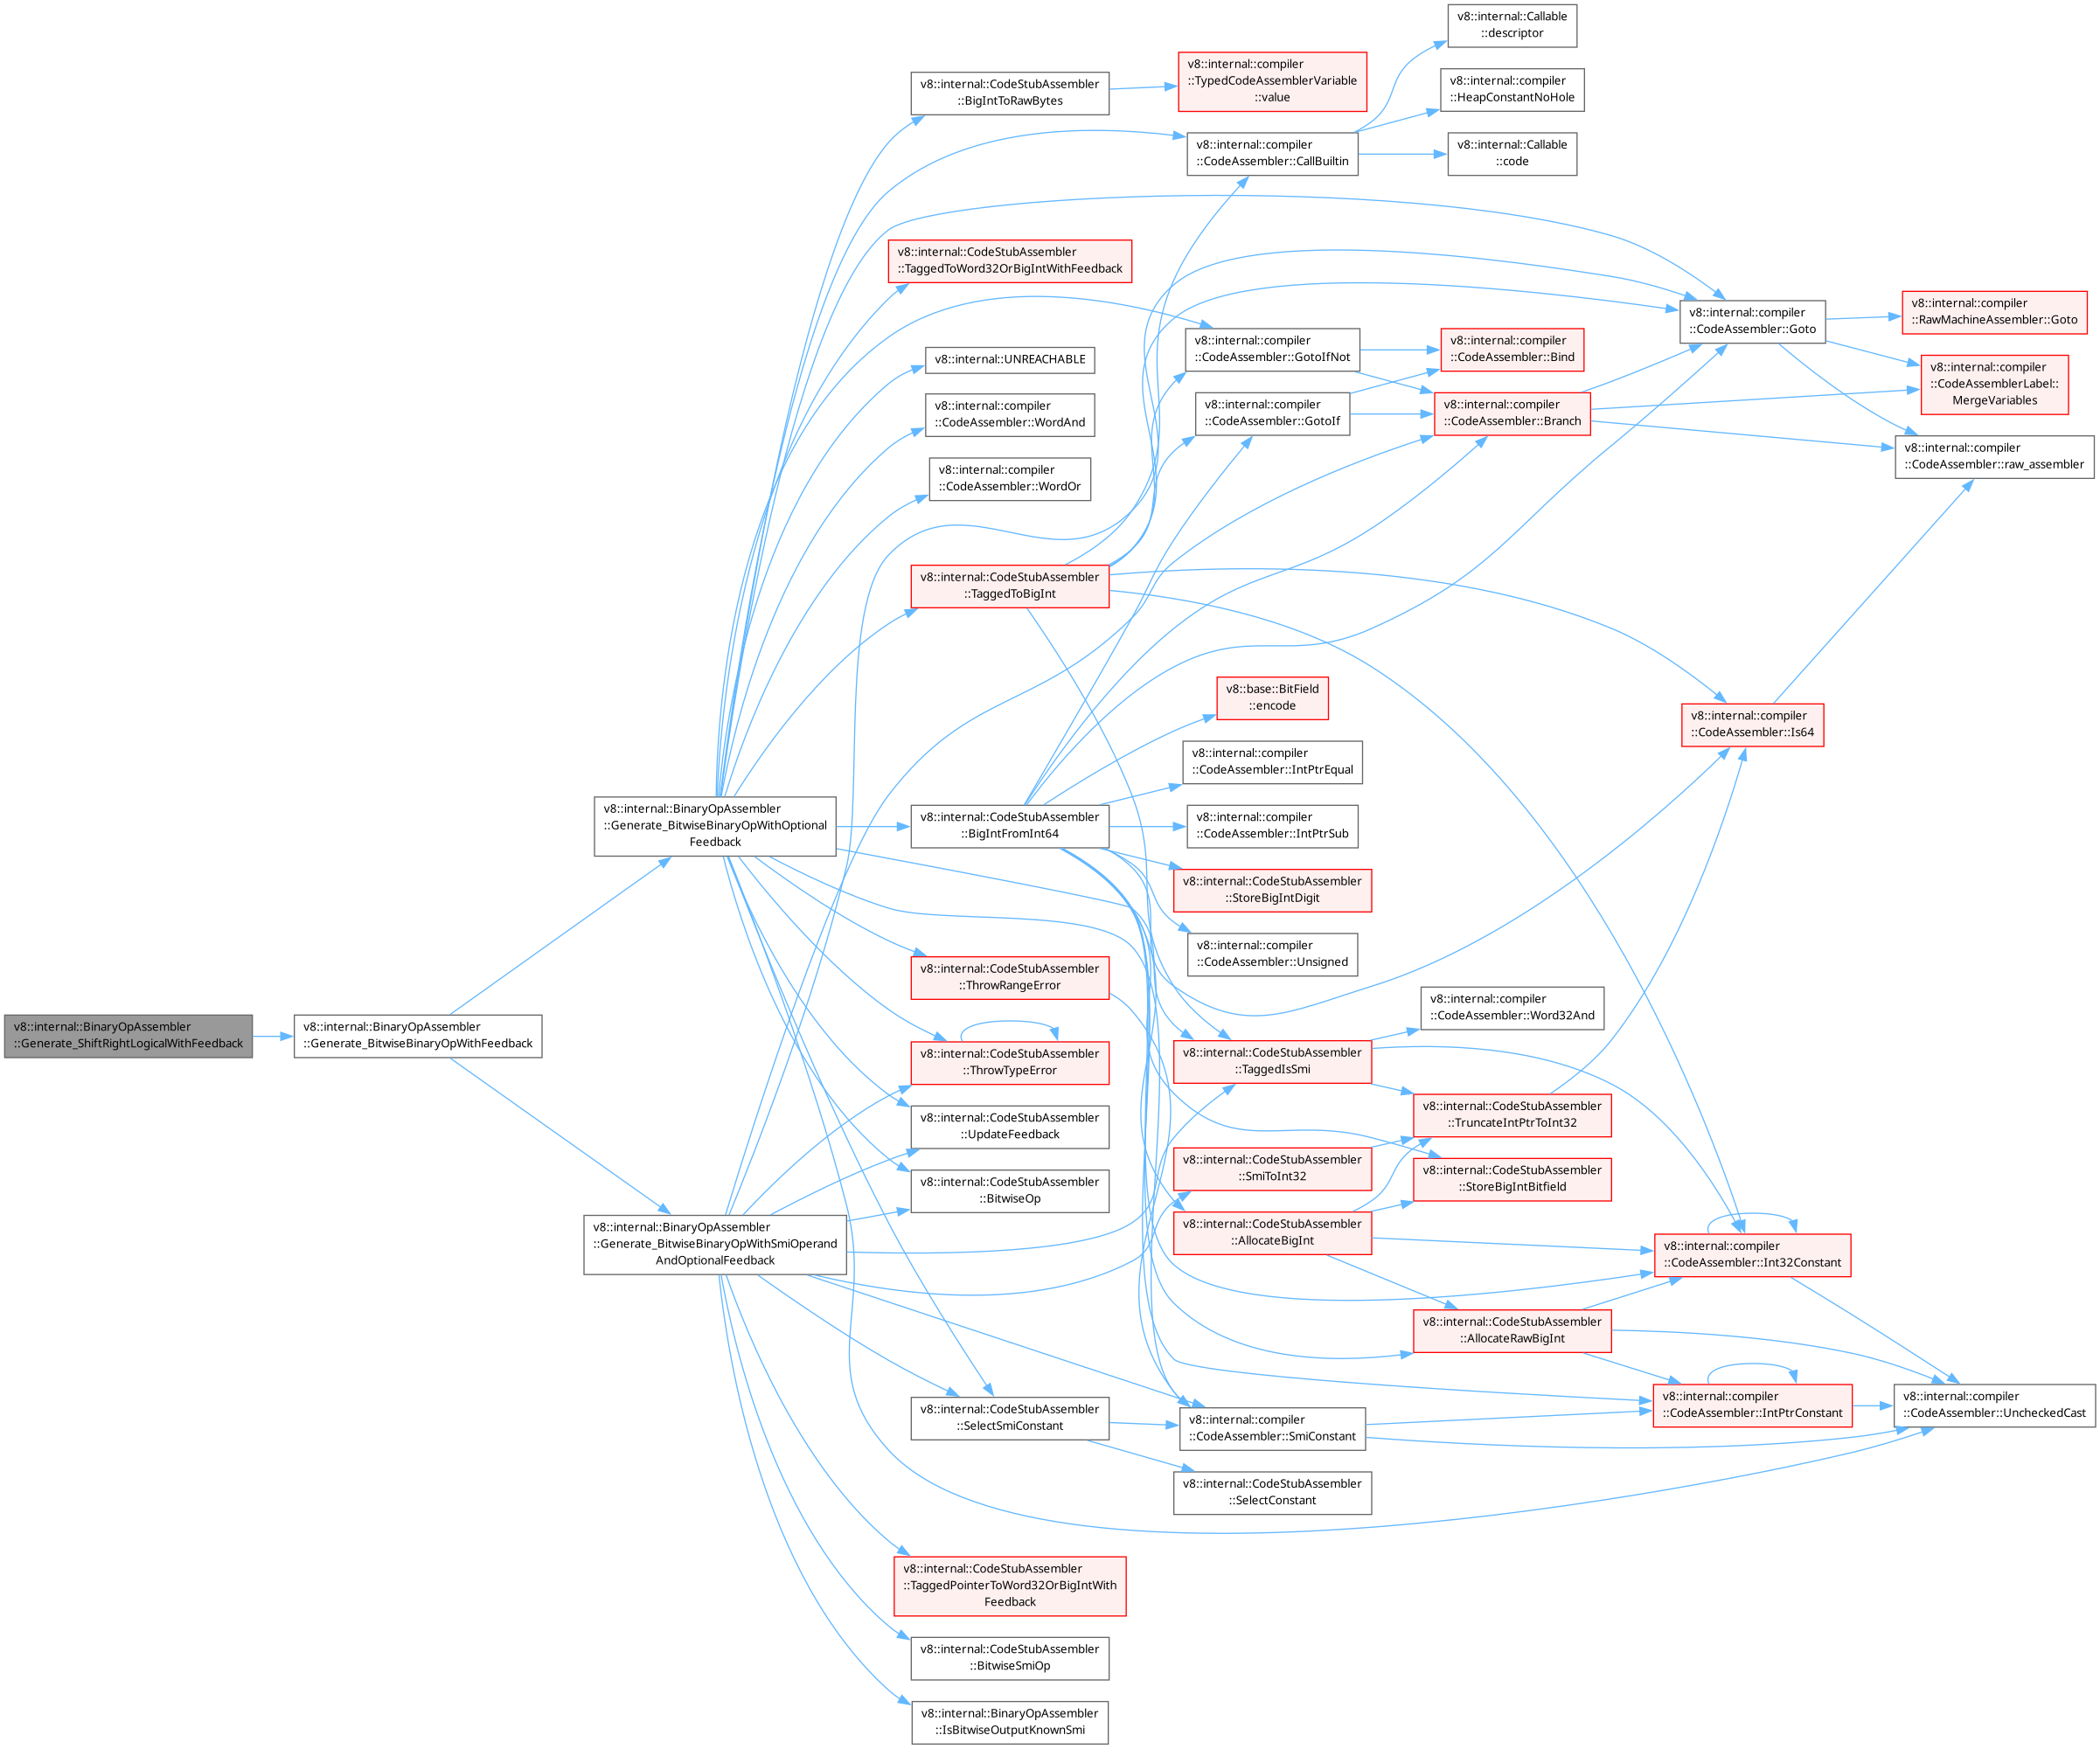 v8::internal::BinaryOpAssembler
::Generate_ShiftRightLogicalWithFeedback
v8::internal::BinaryOpAssembler
::Generate_BitwiseBinaryOpWithFeedback
v8::internal::BinaryOpAssembler
::Generate_BitwiseBinaryOpWithOptional
Feedback
v8::internal::BinaryOpAssembler
::Generate_BitwiseBinaryOpWithSmiOperand
AndOptionalFeedback
v8::internal::CodeStubAssembler
::BigIntToRawBytes
v8::internal::CodeStubAssembler
::TaggedToWord32OrBigIntWithFeedback
v8::internal::UNREACHABLE
v8::internal::compiler
::CodeAssembler::WordAnd
v8::internal::compiler
::CodeAssembler::WordOr
v8::internal::CodeStubAssembler
::TaggedToBigInt
v8::internal::CodeStubAssembler
::BigIntFromInt64
v8::internal::CodeStubAssembler
::ThrowRangeError
v8::internal::CodeStubAssembler
::ThrowTypeError
v8::internal::CodeStubAssembler
::UpdateFeedback
v8::internal::CodeStubAssembler
::BitwiseOp
v8::internal::CodeStubAssembler
::SelectSmiConstant
v8::internal::CodeStubAssembler
::TaggedPointerToWord32OrBigIntWith
Feedback
v8::internal::CodeStubAssembler
::BitwiseSmiOp
v8::internal::BinaryOpAssembler
::IsBitwiseOutputKnownSmi
v8::internal::compiler
::TypedCodeAssemblerVariable
::value
v8::internal::compiler
::CodeAssembler::CallBuiltin
v8::internal::compiler
::CodeAssembler::GotoIfNot
v8::internal::compiler
::CodeAssembler::GotoIf
v8::base::BitField
::encode
v8::internal::compiler
::CodeAssembler::IntPtrEqual
v8::internal::compiler
::CodeAssembler::IntPtrSub
v8::internal::CodeStubAssembler
::StoreBigIntDigit
v8::internal::compiler
::CodeAssembler::Unsigned
v8::internal::CodeStubAssembler
::TaggedIsSmi
v8::internal::CodeStubAssembler
::SmiToInt32
v8::internal::CodeStubAssembler
::AllocateBigInt
v8::internal::compiler
::CodeAssembler::SmiConstant
v8::internal::CodeStubAssembler
::SelectConstant
v8::internal::Callable
::descriptor
v8::internal::compiler
::HeapConstantNoHole
v8::internal::Callable
::code
v8::internal::compiler
::CodeAssembler::Bind
v8::internal::compiler
::CodeAssembler::Branch
v8::internal::compiler
::CodeAssembler::Word32And
v8::internal::CodeStubAssembler
::TruncateIntPtrToInt32
v8::internal::CodeStubAssembler
::StoreBigIntBitfield
v8::internal::CodeStubAssembler
::AllocateRawBigInt
v8::internal::compiler
::CodeAssembler::Goto
v8::internal::compiler
::CodeAssembler::Is64
v8::internal::compiler
::CodeAssembler::Int32Constant
v8::internal::compiler
::CodeAssembler::IntPtrConstant
v8::internal::compiler
::RawMachineAssembler::Goto
v8::internal::compiler
::CodeAssemblerLabel::
MergeVariables
v8::internal::compiler
::CodeAssembler::raw_assembler
v8::internal::compiler
::CodeAssembler::UncheckedCast